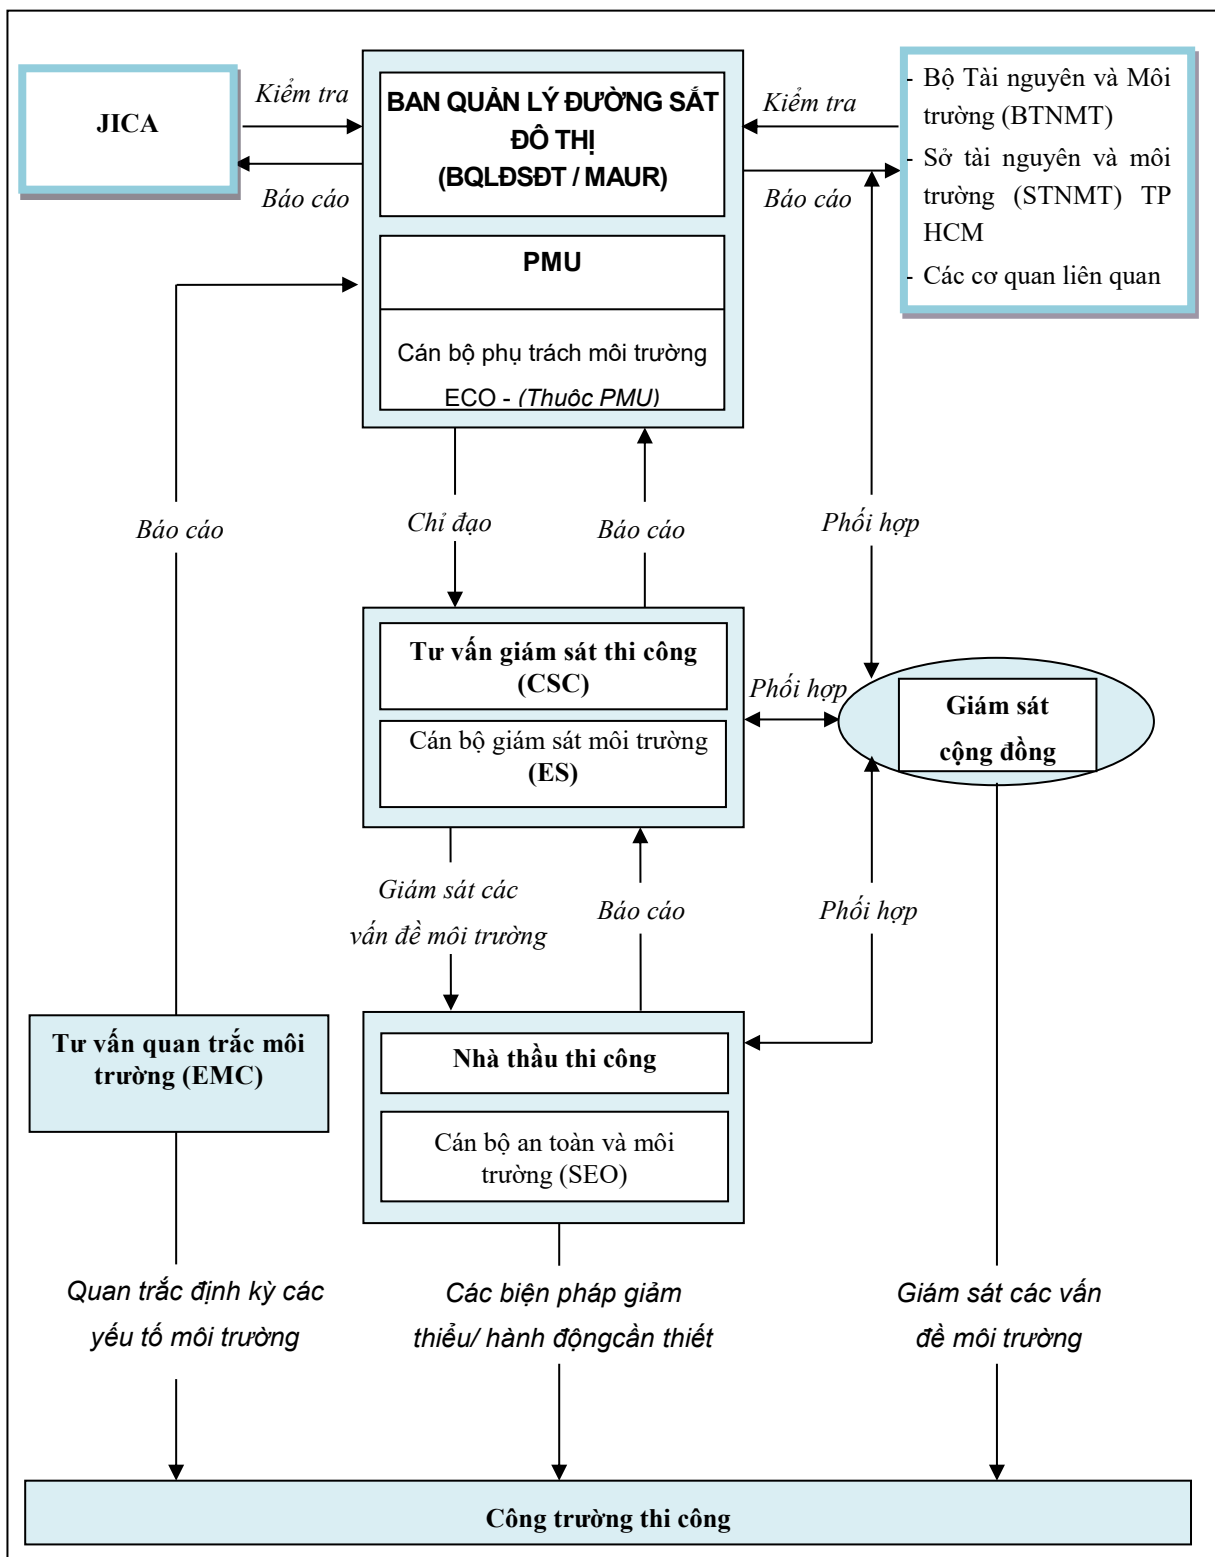 JICA
Kiểm tra
Báo cáo
BAN QUẢN LÝ ĐƯỜNG SẮT
ĐÔ THỊ
(BQLĐSĐT / MAUR)
PMU
Cán bộ phụ trách môi trường
ECO - (Thuộc PMU)
Kiểm tra
Báo cáo
- Bộ Tài nguyên và Môi
trường (BTNMT)
- Sở tài nguyên và môi
trường (STNMT) TP
HCM
- Các cơ quan liên quan
Báo cáo
Chỉ đạo
Báo cáo
Phối hợp
Tư vấn giám sát thi công
(CSC)
Cán bộ giám sát môi trường
(ES)
Phối hợp
Giám sát
cộng đồng
Giám sát các
vấn đề môi trường
Báo cáo
Phối hợp
Tư vấn quan trắc môi
trường (EMC)
Nhà thầu thi công
Cán bộ an toàn và môi
trường (SEO)
Quan trắc định kỳ các
yếu tố môi trường
Các biện pháp giảm
thiểu/ hành độngcần thiết
Giám sát các vấn
đề môi trường
Công trường thi công